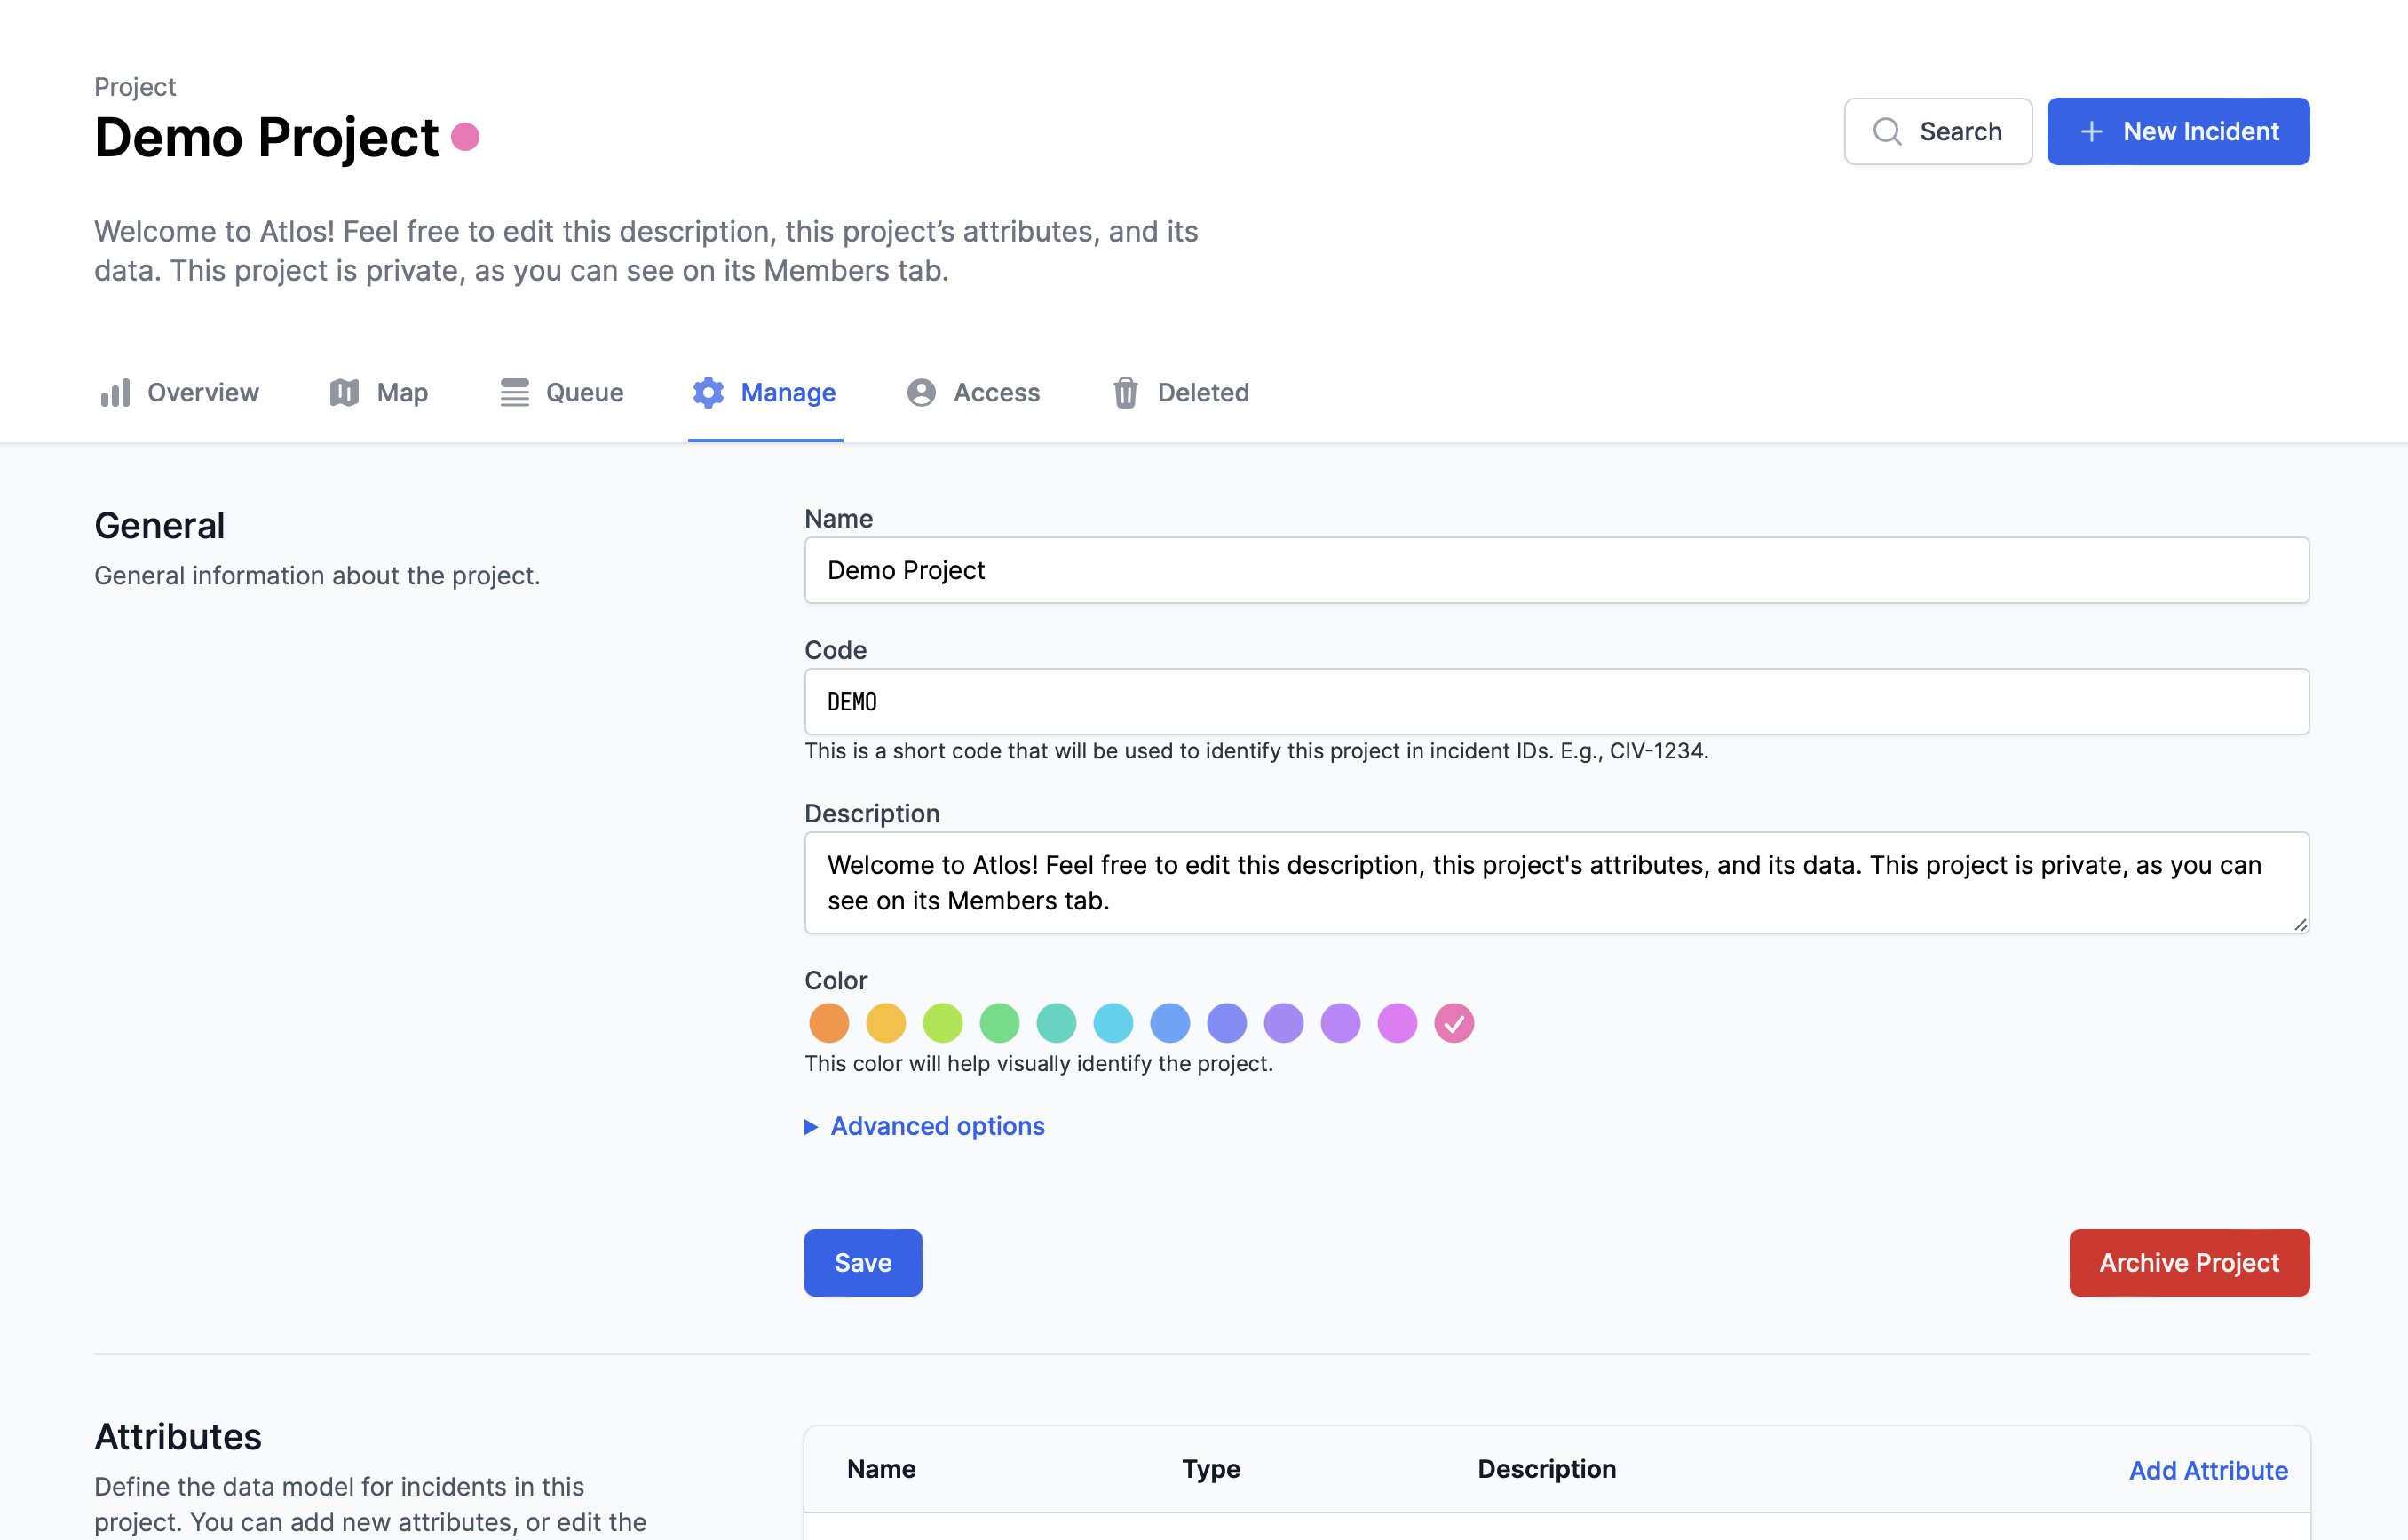 Project
Demo Project
Search
New Incident
Welcome to Atlos! Feel free to edit this description, this project’s attributes, and its
data. This project is private, as you can see on its Members tab.
Overview
Map
Queue
Manage
Access
Deleted
General
General information about the project.
Name
Demo Project
Code
DEMO
This is a short code that will be used to identify this project in incident IDs. E.g., CIV-1234.
Description
Welcome to Atlos! Feel free to edit this description, this project's attributes, and its data. This project is private, as you can
see on its Members tab.
Color
This color will help visually identify the project.
Advanced options
Save
Archive Project
Attributes
Define the data model for incidents in this
project. You can add new attributes, or edit the
Name
Type
Description
Add Attribute